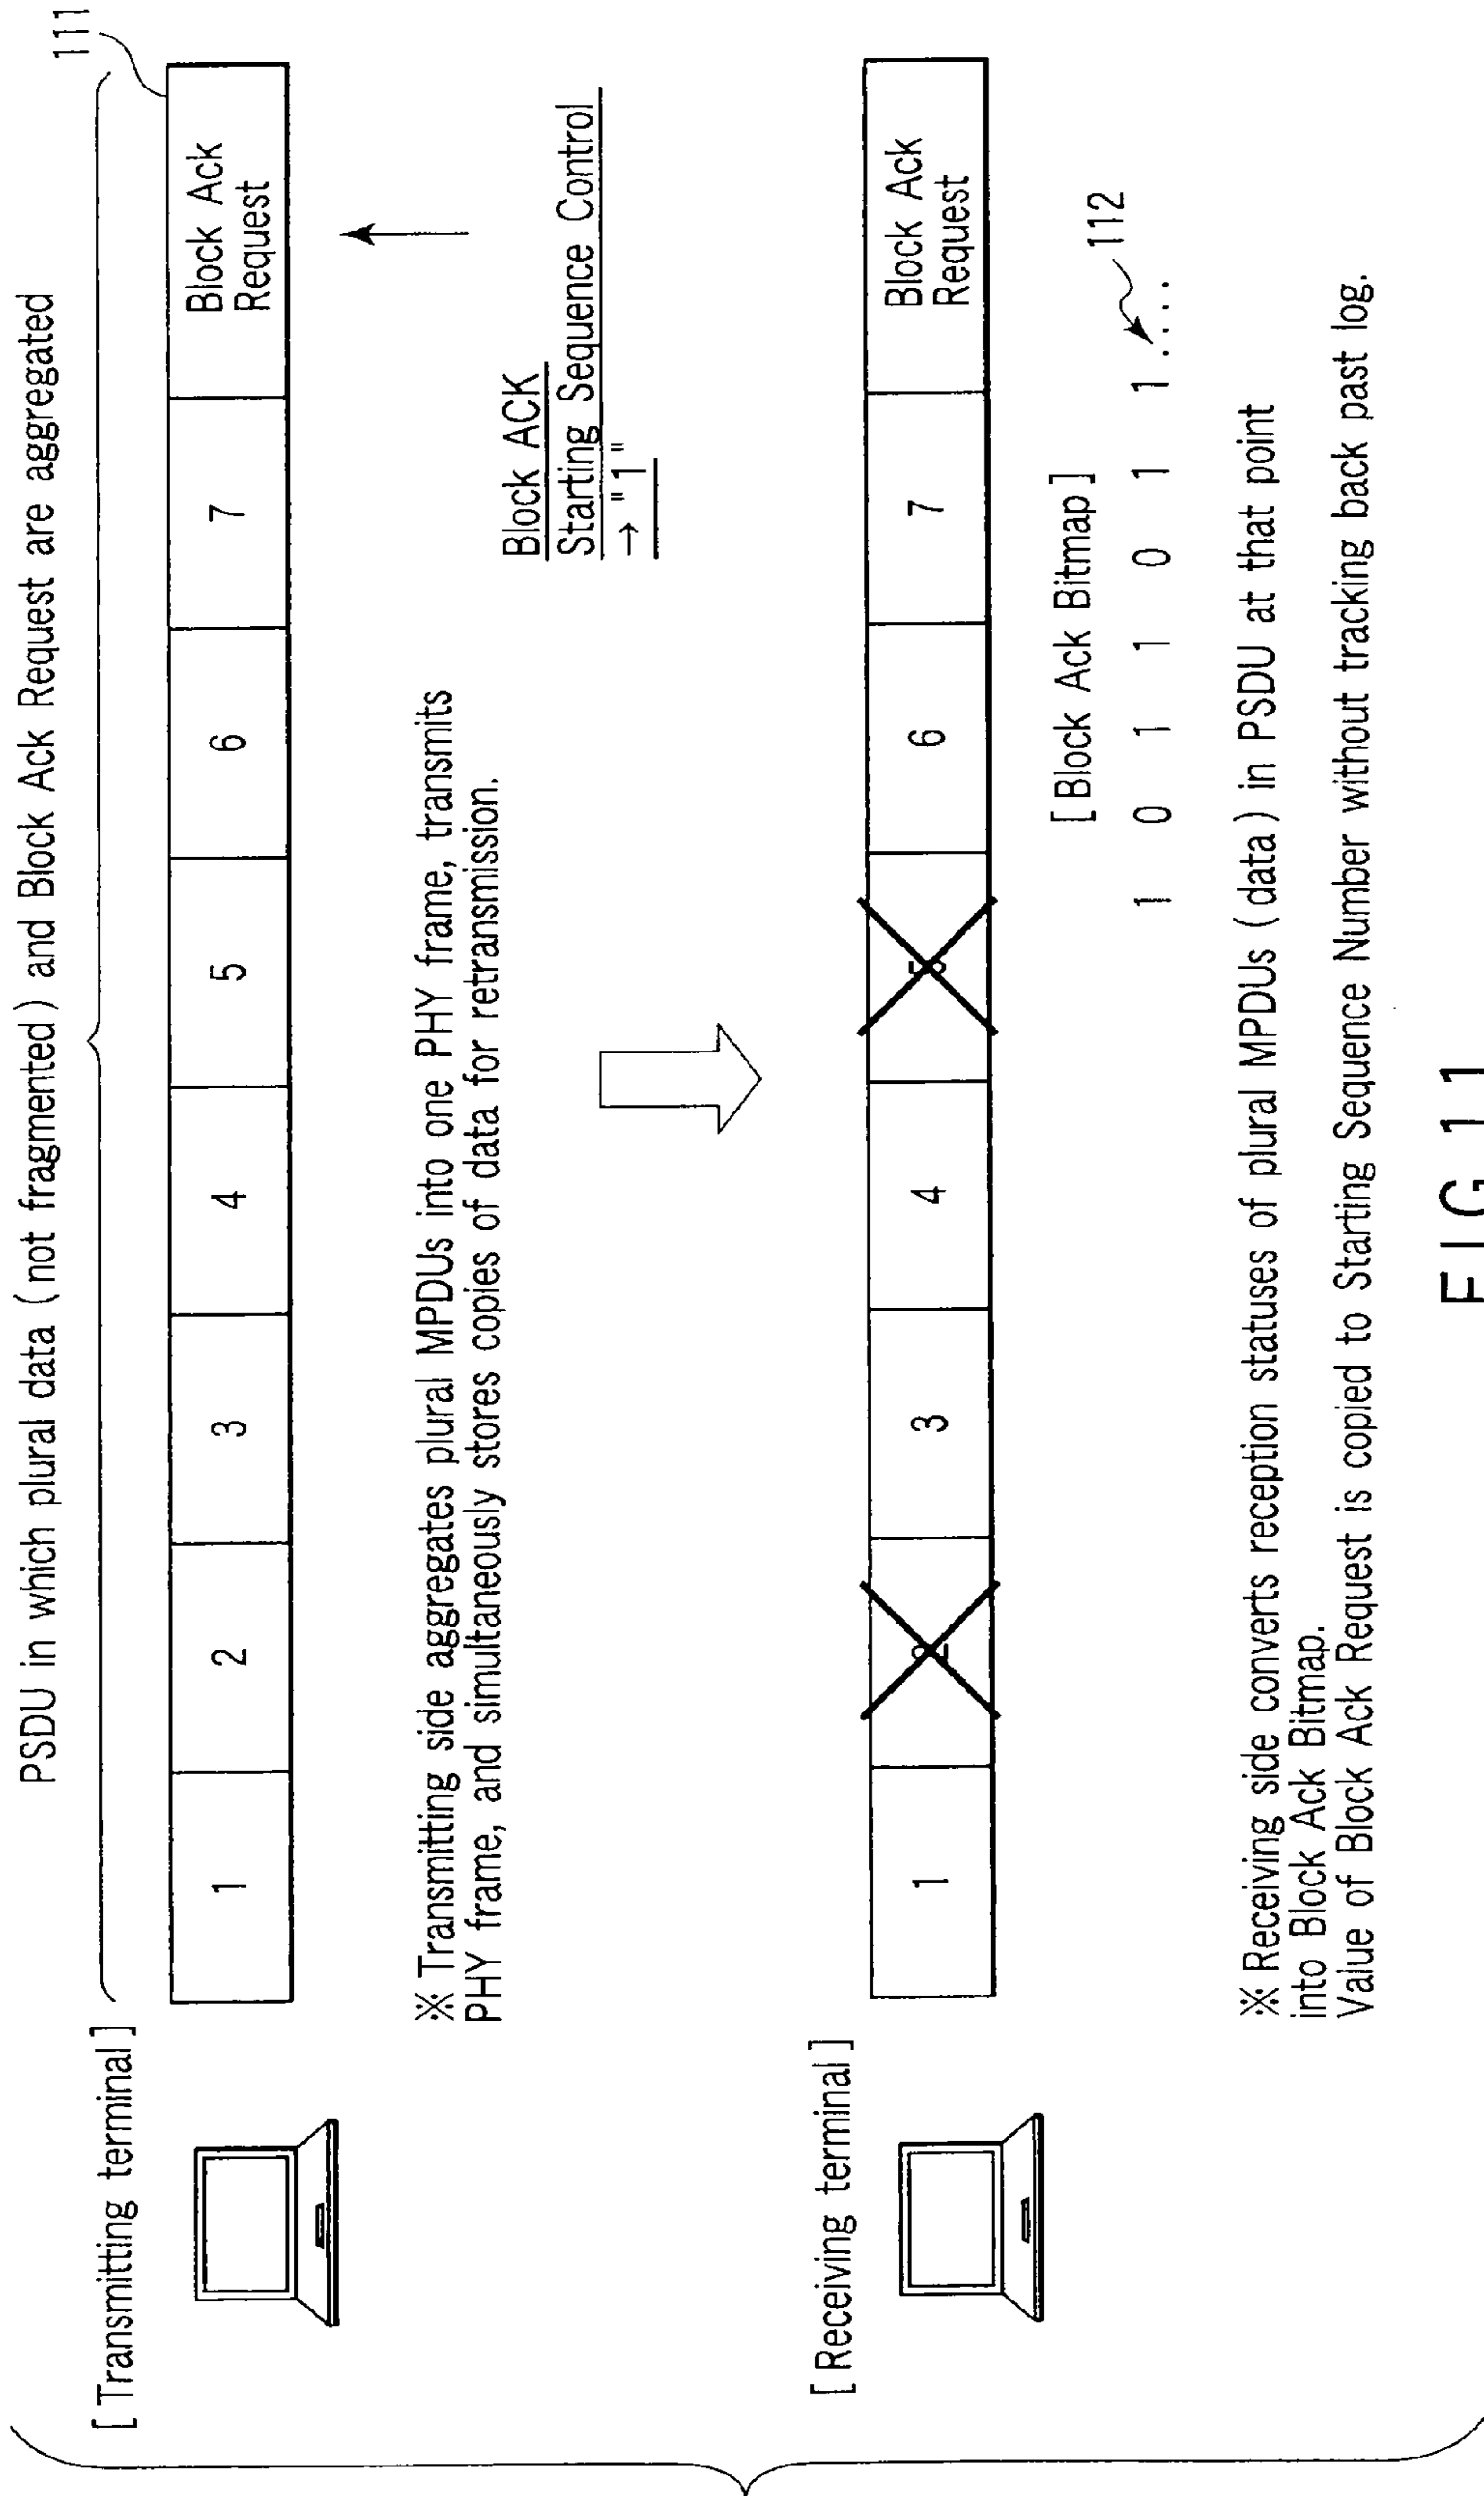 PSDU in which plural data (not fragmented) and Block Ack Request are aggregated
111
[Transmitting terminal]
1 2 3 4 5 6 7 Block Ack
Request
※ Transmitting side aggregates plural MPDUs into one PHY frame, transmits
PHY frame, and simultaneously stores copies of data for retransmission.
Block ACK
Starting Sequence Control
→ "1"
[Receiving terminal]
1 2 3 4 5 6 7 Block Ack
Request
[Block Ack Bitmap]
1 0 1 1 0 1 1....
112
※ Receiving side converts reception statuses of plural MPDUs (data) in PSDU at that point
into Block Ack Bitmap.
Value of Block Ack Request is copied to Starting Sequence Number without tracking back past log.
FIG. 11